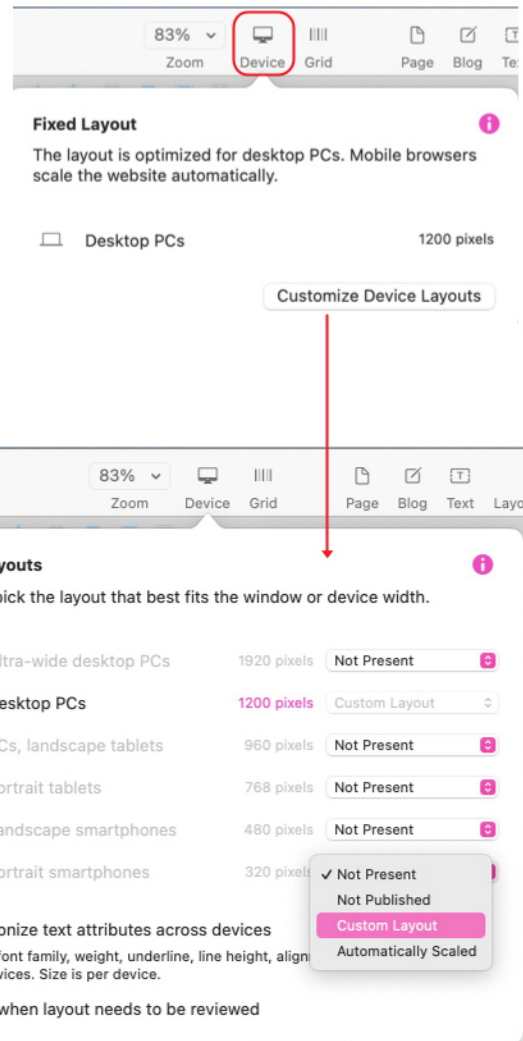 83%
Zoom Device Grid Page Blog Te
Fixed Layout
The layout is optimized for desktop PCs. Mobile browsers
scale the website automatically.
Desktop PCs 1200 pixels
Customize Device Layouts
83%
Zoom Device Grid Page Blog Text Layo
youts
pick the layout that best fits the window or device width.
ltra-wide desktop PCs 1920 pixels Not Present
esktop PCs 1200 pixels Custom Layout
Cs, landscape tablets 960 pixels Not Present
ortrait tablets 768 pixels Not Present
andscape smartphones 480 pixels Not Present
ortrait smartphones 320 pixels
✓ Not Present
Not Published
Custom Layout
Automatically Scaled
onize text attributes across devices
font family, weight, underline, line height, align
vices. Size is per device.
when layout needs to be reviewed